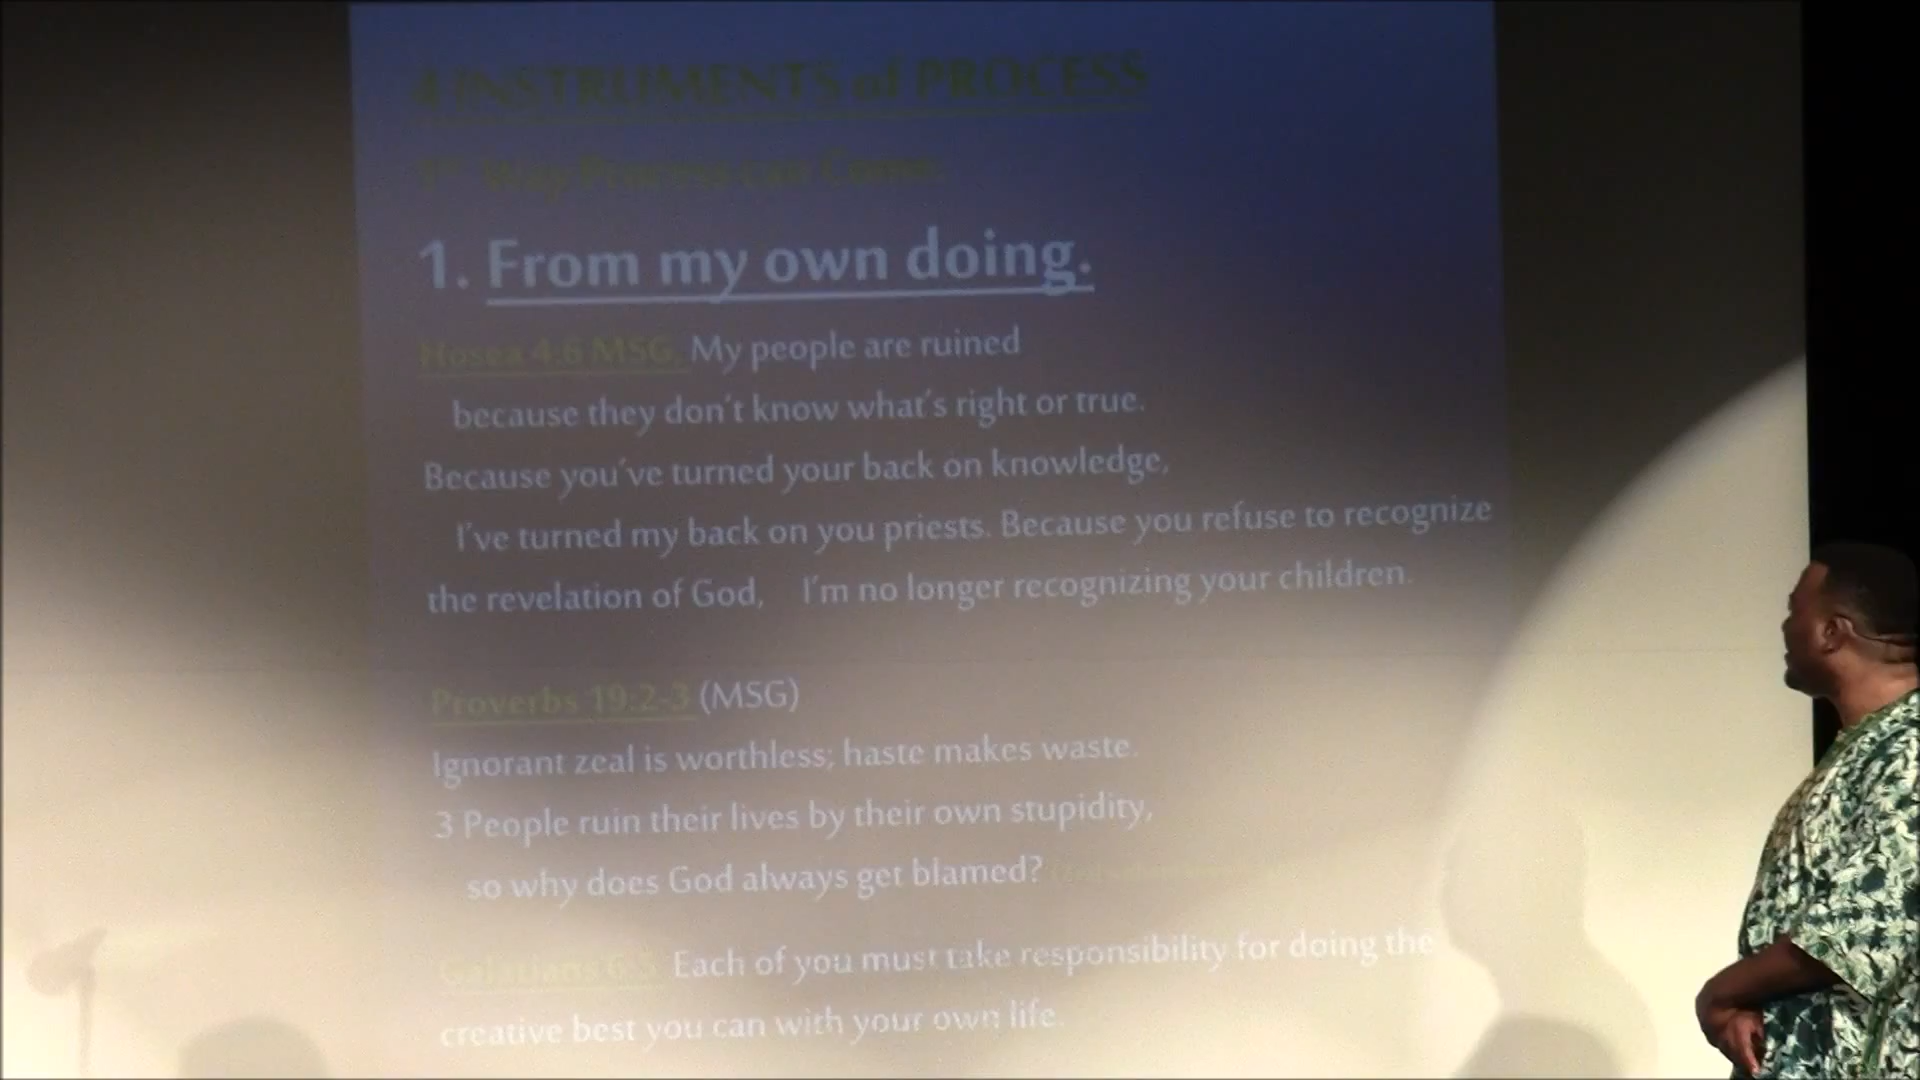 4 INSTRUMENTS of PROCESS
1st Way Process can Come:
1. From my own doing.
Hosea 4:6 MSG. My people are ruined
because they don't know what's right or true.
Because you've turned your back on knowledge,
I've turned my back on you priests. Because you refuse to recognize
the revelation of God, I'm no longer recognizing your children.
Proverbs 19:2-3 (MSG)
Ignorant zeal is worthless; haste makes waste.
3 People ruin their lives by their own stupidity,
so why does God always get blamed?
Galatians 6:5 Each of you must take responsibility for doing the
creative best you can with your own life.